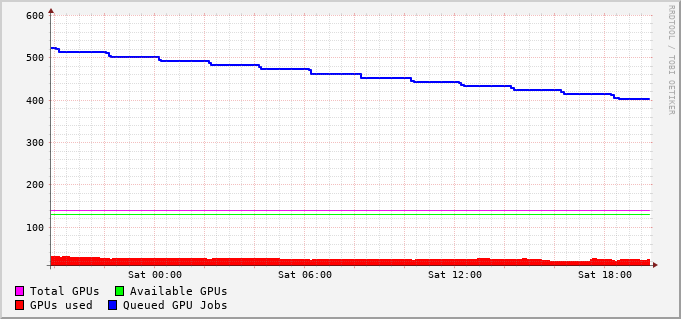 600
500
400
300
200
100
Sat 00:00 Sat 06:00 Sat 12:00 Sat 18:00
Total GPUs Available GPUs
GPUs used Queued GPU Jobs
RRDTOOL / TOBI OETIKER